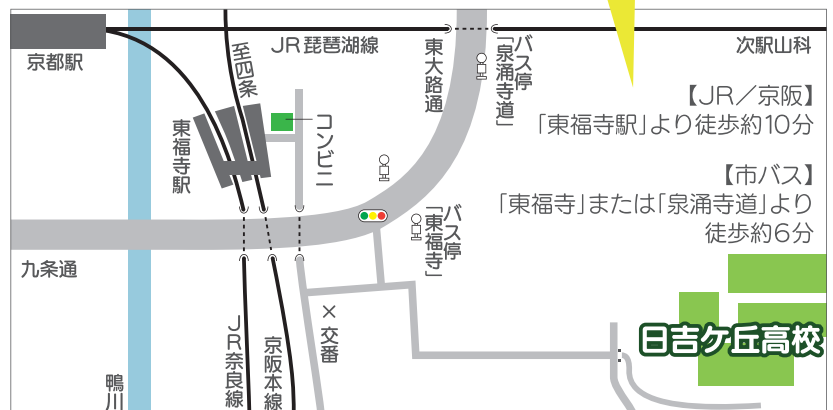 京都駅
至四条
JR琵琶湖線
東大路通
バス停
「泉涌寺道」
次駅山科
【JR／京阪】
「東福寺駅」より徒歩約10分
東福寺駅
コンビニ
【市バス】
「東福寺」または「泉涌寺道」より
徒歩約6分
バス停
「東福寺」
九条通
×交番
日吉ケ丘高校
JR奈良線
京阪本線
鴨川